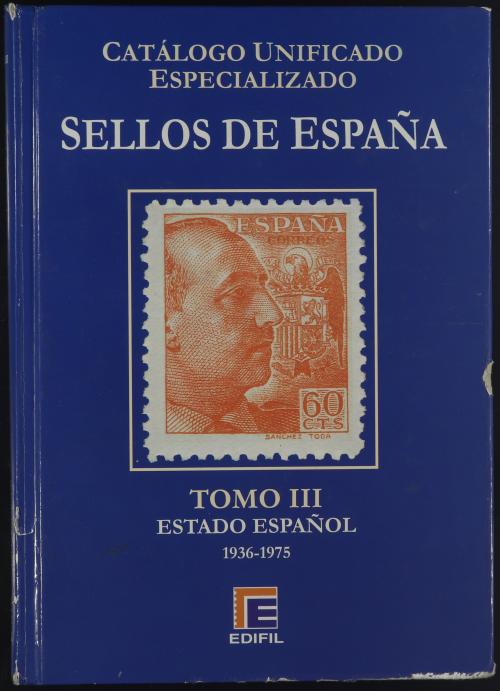 CATÁLOGO UNIFICADO
ESPECIALIZADO
SELLOS DE ESPAÑA
ESPAÑA
CORREOS
60
CTS
SANCHEZ TODA
TOMO III
ESTADO ESPAÑOL
1936-1975
E
EDIFIL